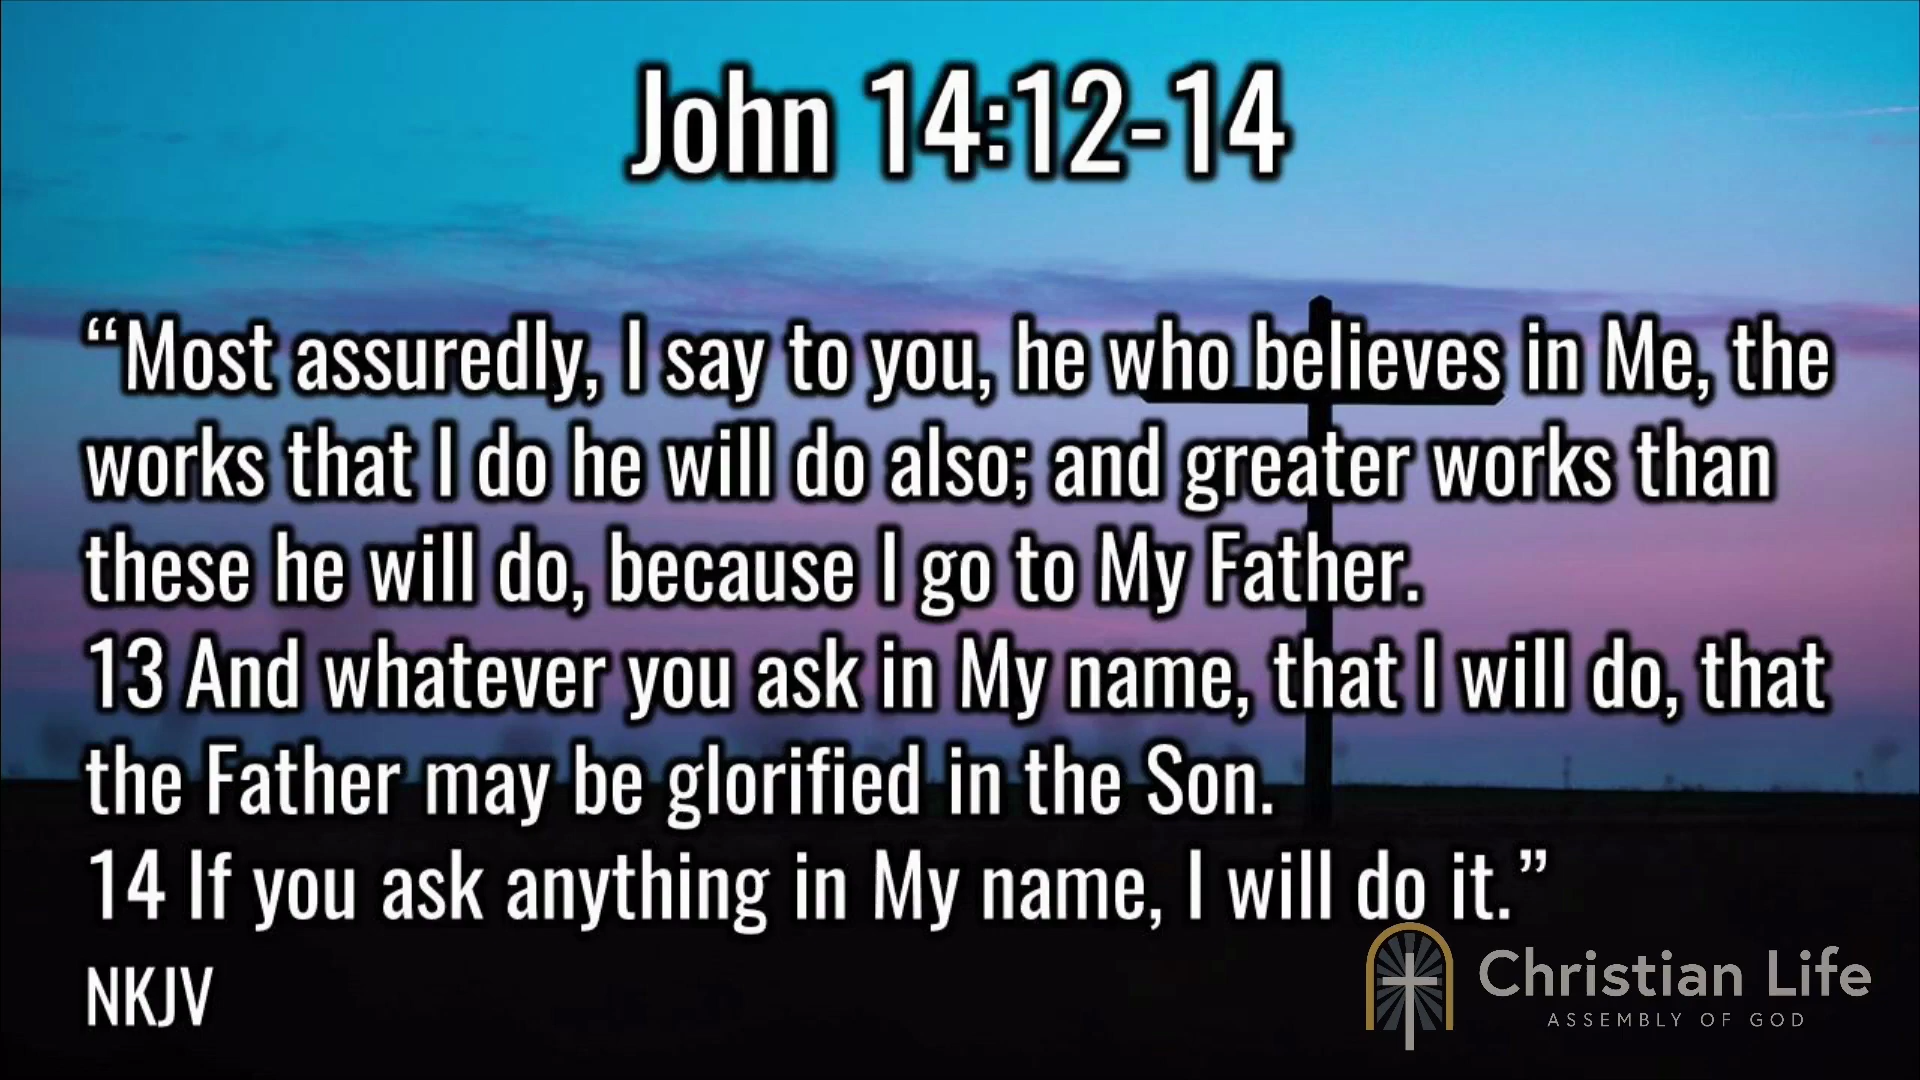 John 14:12-14
“Most assuredly, I say to you, he who believes in Me, the
works that I do he will do also; and greater works than
these he will do, because I go to My Father.
13 And whatever you ask in My name, that I will do, that
the Father may be glorified in the Son.
14 If you ask anything in My name, I will do it.”
NKJV
Christian Life
ASSEMBLY OF GOD